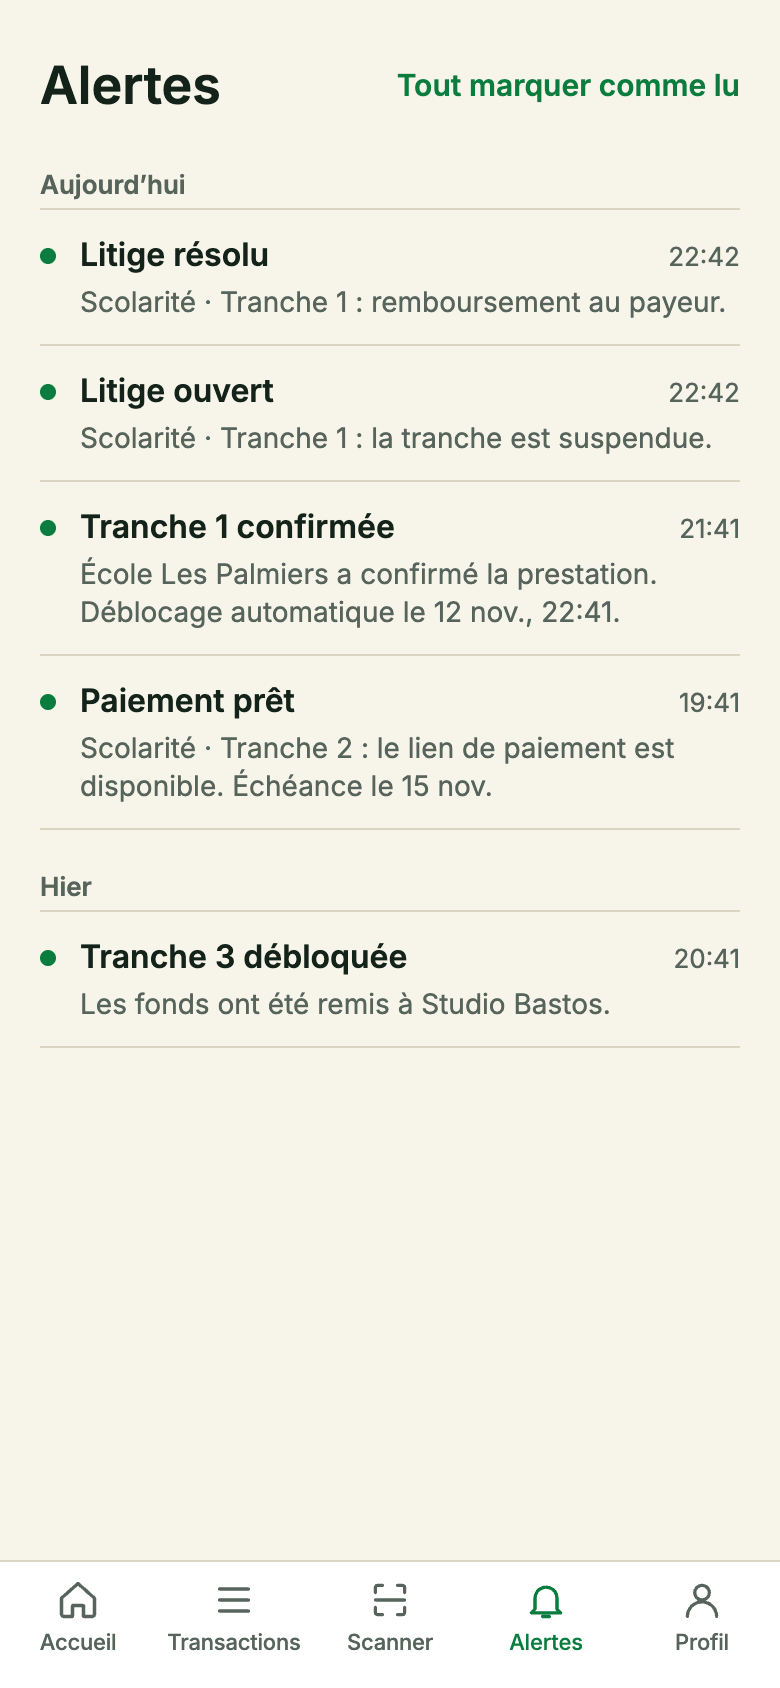 Alertes
Tout marquer comme lu
Aujourd’hui
Litige résolu
22:42
Scolarité · Tranche 1 : remboursement au payeur.
Litige ouvert
22:42
Scolarité · Tranche 1 : la tranche est suspendue.
Tranche 1 confirmée
21:41
École Les Palmiers a confirmé la prestation.
Déblocage automatique le 12 nov., 22:41.
Paiement prêt
19:41
Scolarité · Tranche 2 : le lien de paiement est
disponible. Échéance le 15 nov.
Hier
Tranche 3 débloquée
20:41
Les fonds ont été remis à Studio Bastos.
Accueil
Transactions
Scanner
Alertes
Profil